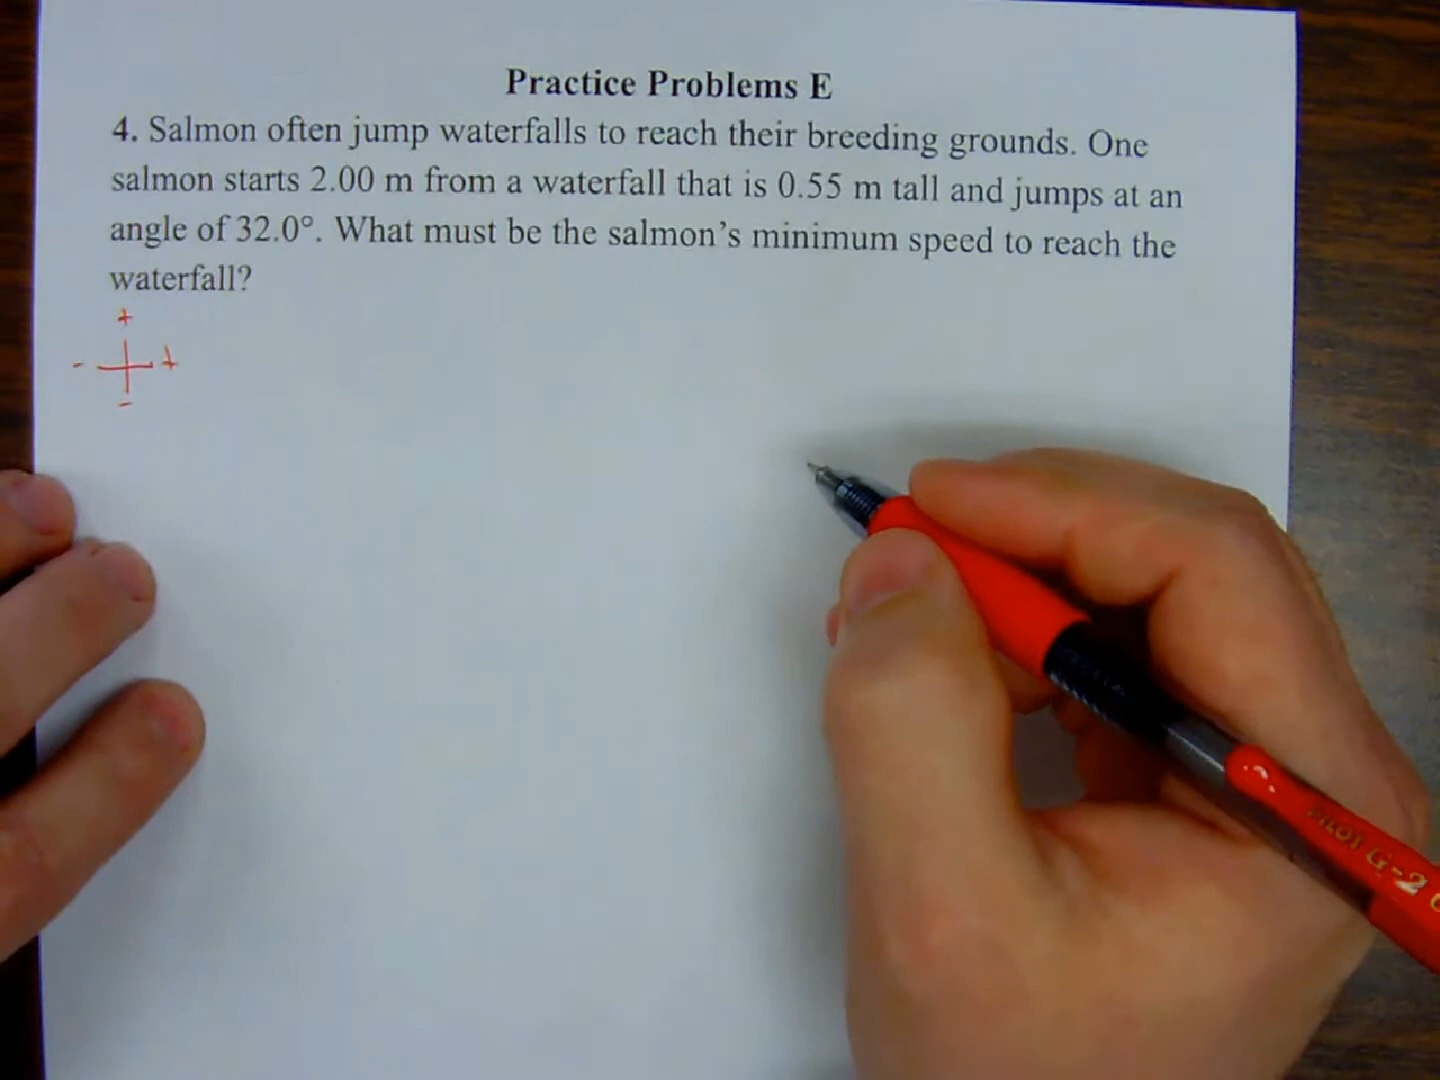 Practice Problems E
4. Salmon often jump waterfalls to reach their breeding grounds. One
salmon starts 2.00 m from a waterfall that is 0.55 m tall and jumps at an
angle of 32.0°. What must be the salmon’s minimum speed to reach the
waterfall?
+
- +
-
PILOT G-2